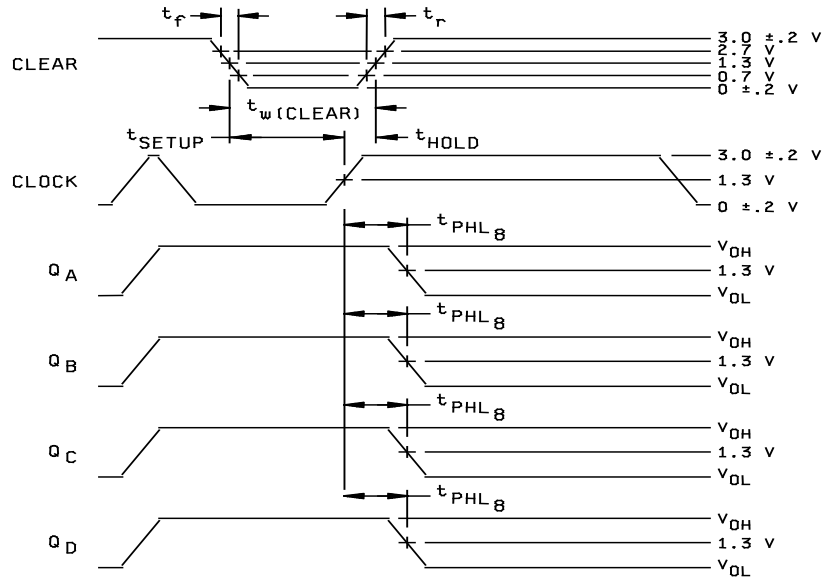 t_f t_r
3.0 ±.2 V
2.7 V
CLEAR 1.3 V
0.7 V
0 ±.2 V
t_w(CLEAR)
t_SETUP t_HOLD
3.0 ±.2 V
CLOCK 1.3 V
0 ±.2 V
t_PHL8
V_OH
Q_A 1.3 V
V_OL
t_PHL8
V_OH
Q_B 1.3 V
V_OL
t_PHL8
V_OH
Q_C 1.3 V
V_OL
t_PHL8
V_OH
Q_D 1.3 V
V_OL